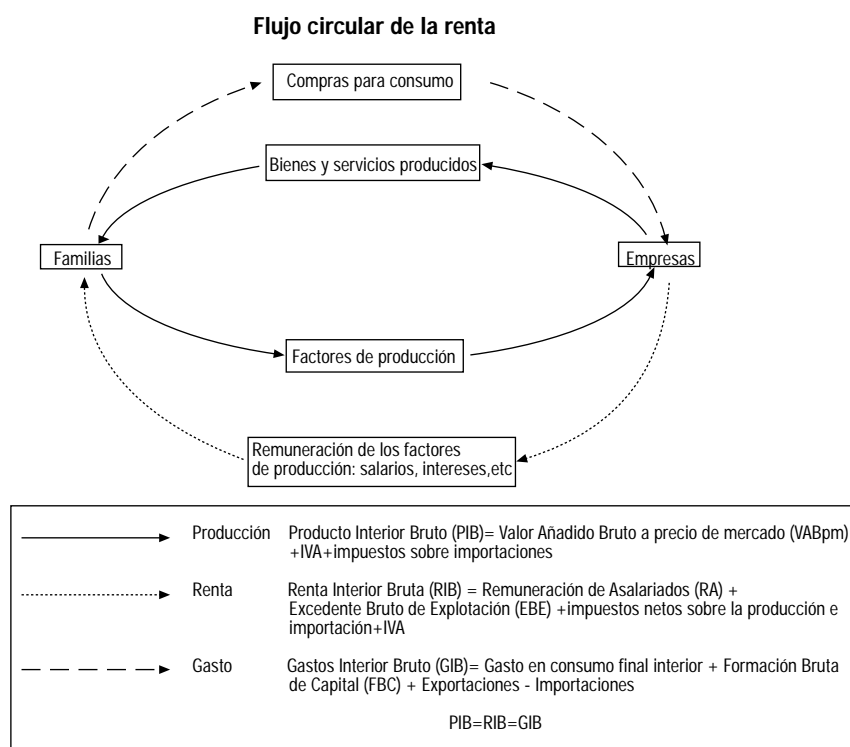 Flujo circular de la renta
Compras para consumo
Bienes y servicios producidos
Familias
Empresas
Factores de producción
Remuneración de los factores
de producción: salarios, intereses,etc
Producción Producto Interior Bruto (PIB)= Valor Añadido Bruto a precio de mercado (VABpm)
+IVA+impuestos sobre importaciones
Renta Renta Interior Bruta (RIB) = Remuneración de Asalariados (RA) +
Excedente Bruto de Explotación (EBE) +impuestos netos sobre la producción e
importación+IVA
Gasto Gastos Interior Bruto (GIB)= Gasto en consumo final interior + Formación Bruta
de Capital (FBC) + Exportaciones - Importaciones
PIB=RIB=GIB